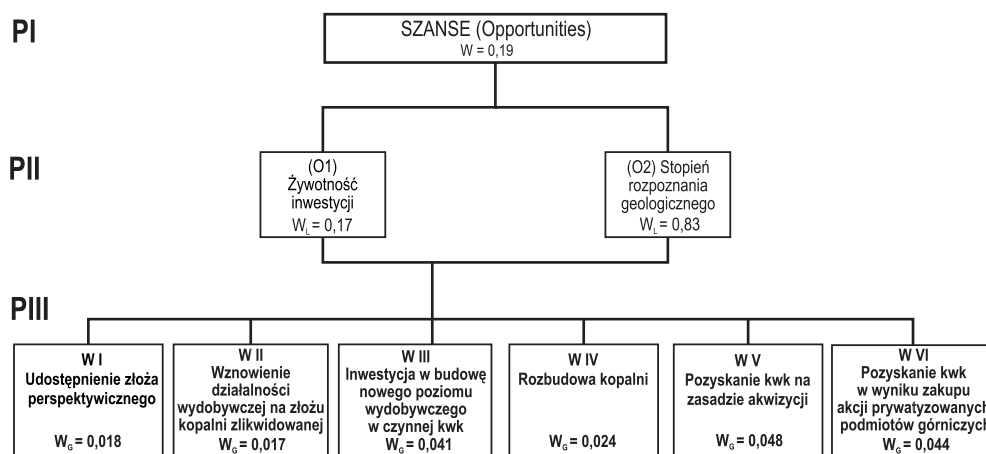 PI
SZANSE (Opportunities)
W = 0,19
PII
(O1)
Żywotność
inwestycji
W_L = 0,17
(O2) Stopień
rozpoznania
geologicznego
W_L = 0,83
PIII
W I
Udostępnienie złoża
perspektywicznego
W_G = 0,018
W II
Wznowienie
działalności
wydobywczej na złożu
kopalni zlikwidowanej
W_G = 0,017
W III
Inwestycja w budowę
nowego poziomu
wydobywczego
w czynnej kwk
W_G = 0,041
W IV
Rozbudowa kopalni
W_G = 0,024
W V
Pozyskanie kwk na
zasadzie akwizycji
W_G = 0,048
W VI
Pozyskanie kwk
w wyniku zakupu
akcji prywatyzowanych
podmiotów górniczych
W_G = 0,044